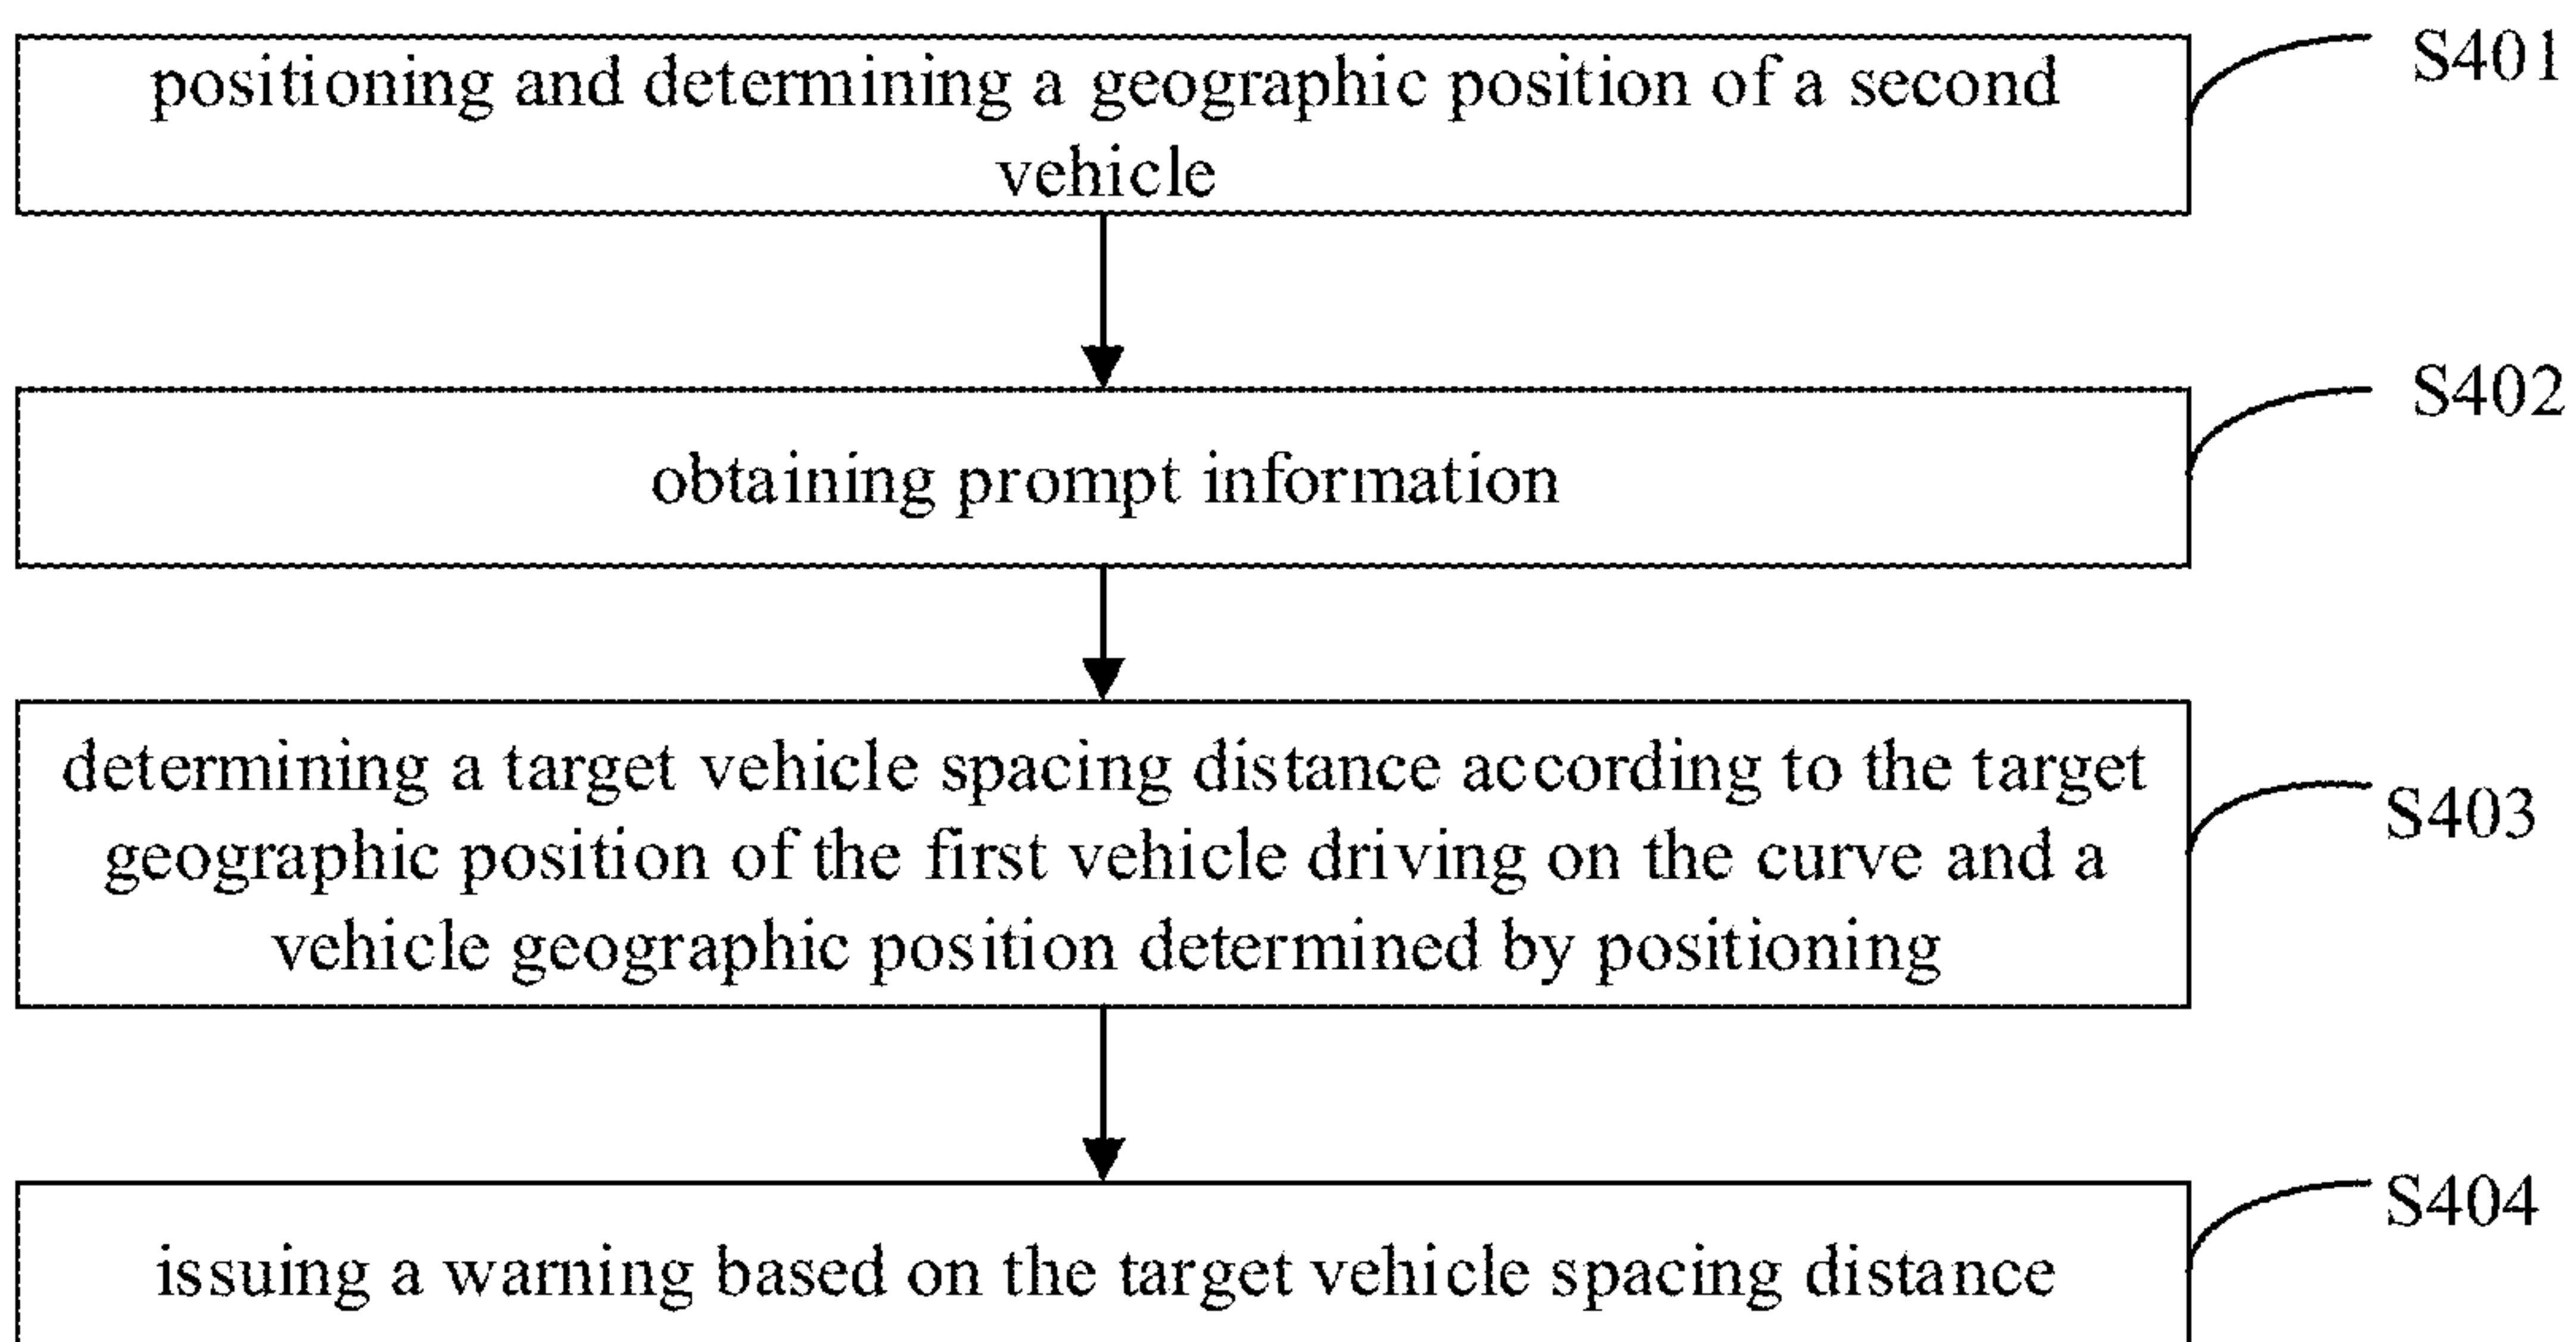 positioning and determining a geographic position of a second
vehicle
S401
obtaining prompt information
S402
determining a target vehicle spacing distance according to the target
geographic position of the first vehicle driving on the curve and a
vehicle geographic position determined by positioning
S403
issuing a warning based on the target vehicle spacing distance
S404